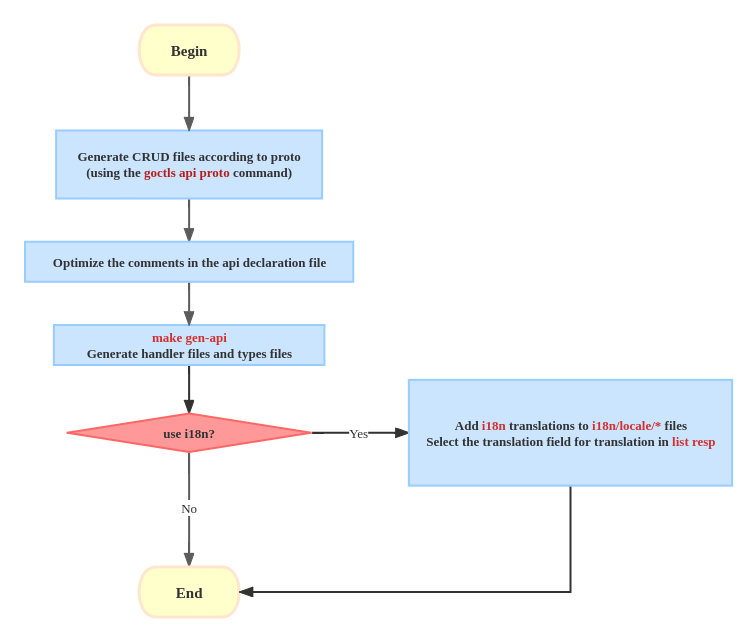 Begin
Generate CRUD files according to proto
(using the goctls api proto command)
Optimize the comments in the api declaration file
make gen-api
Generate handler files and types files
use i18n?
Yes
Add i18n translations to i18n/locale/* files
Select the translation field for translation in list resp
No
End